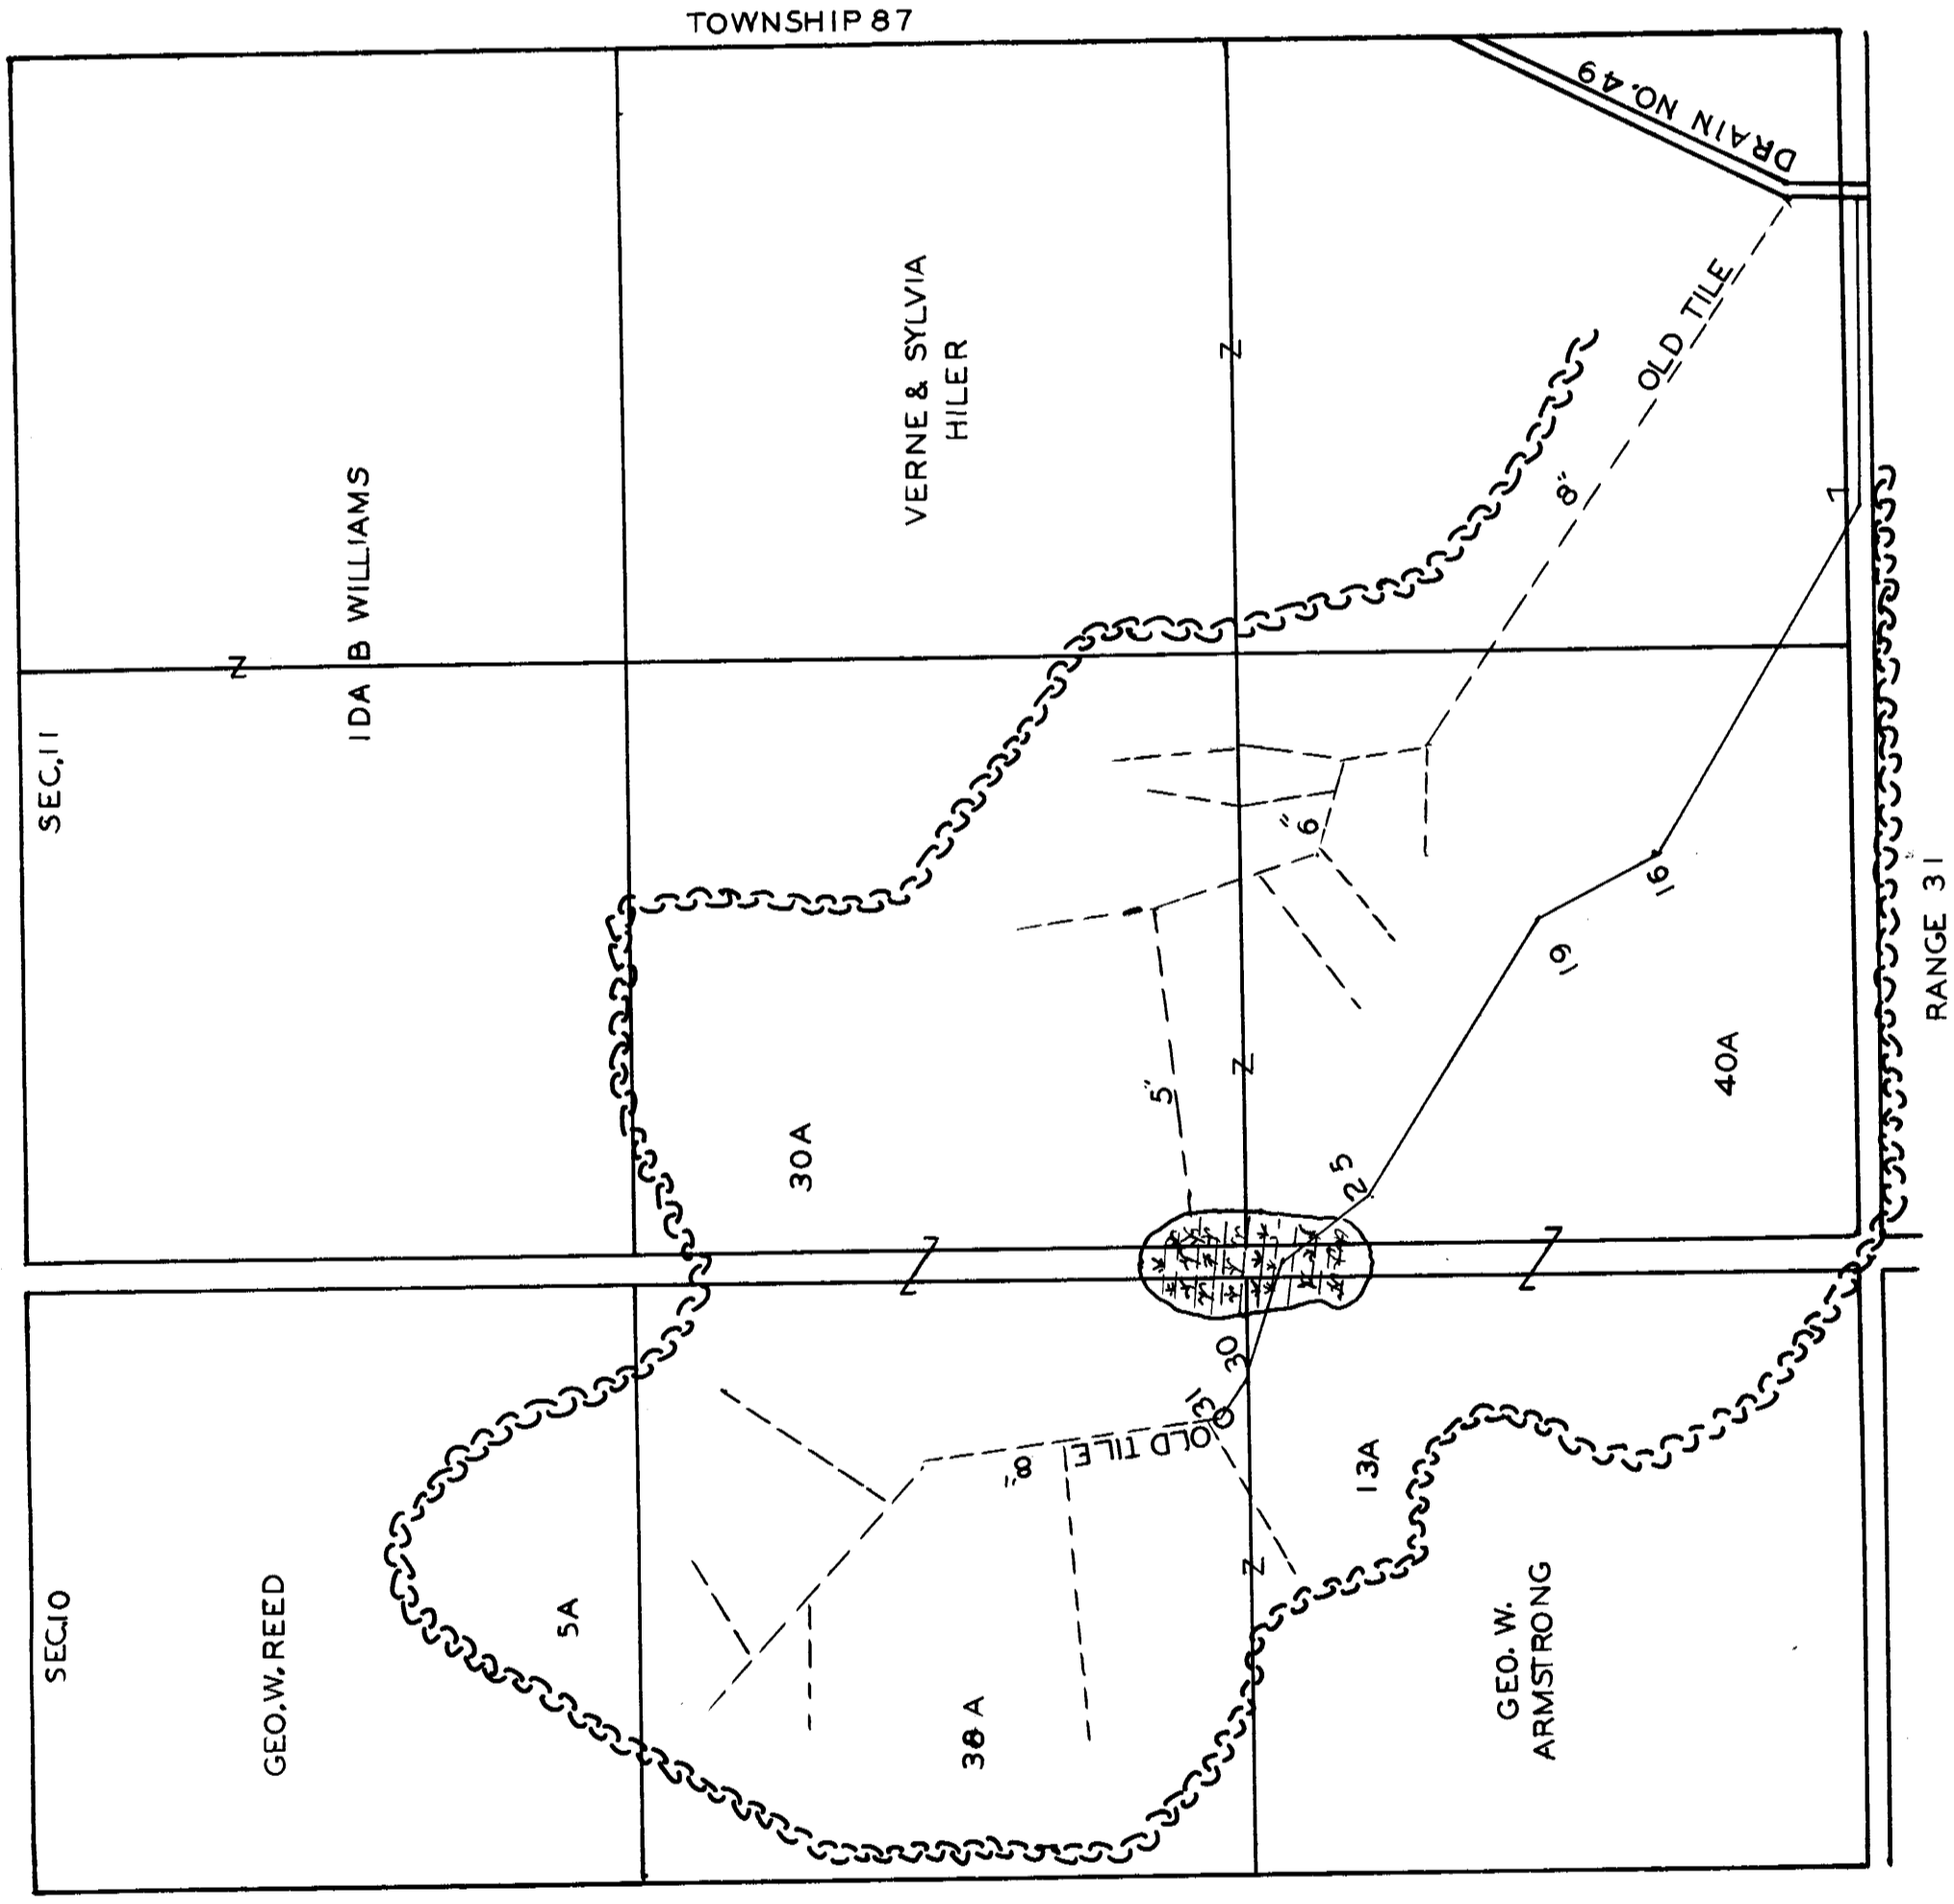 TOWNSHIP 87
SEC. 11
IDA B WILLIAMS
VERNE & SYLVIA
HILER
DRAIN NO. 49
OLD TILE
8"
7
6"
5"
16
19
25
30A
40A
RANGE 31
30
31
OLD TILE
8"
13A
SEC. 10
GEO. W. REED
5A
38 A
GEO. W.
ARMSTRONG